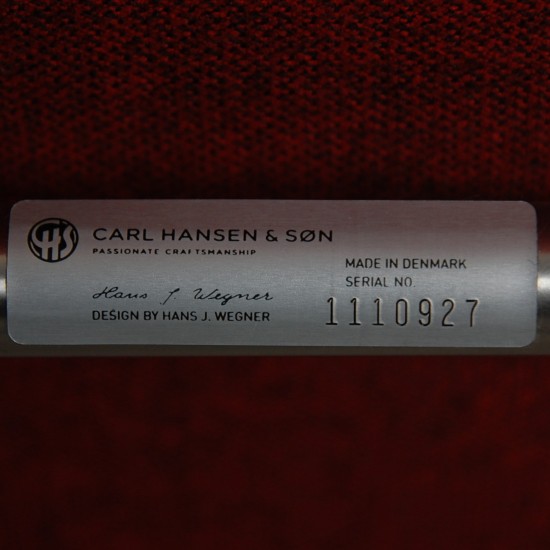 CHS
CARL HANSEN & SØN
PASSIONATE CRAFTSMANSHIP
Hans J. Wegner
DESIGN BY HANS J. WEGNER
MADE IN DENMARK
SERIAL NO.
1110927